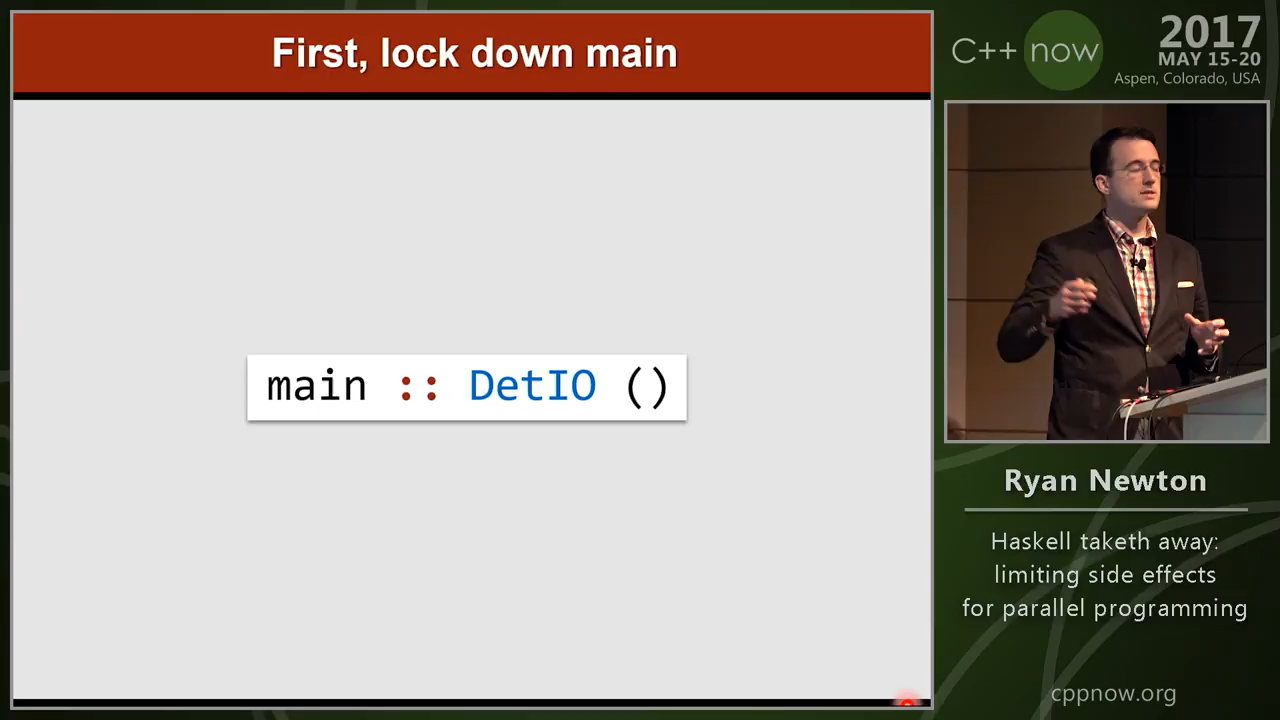 First, lock down main
main :: DetIO ()
C++ now
2017
MAY 15-20
Aspen, Colorado, USA
Ryan Newton
Haskell taketh away:
limiting side effects
for parallel programming
cppnow.org